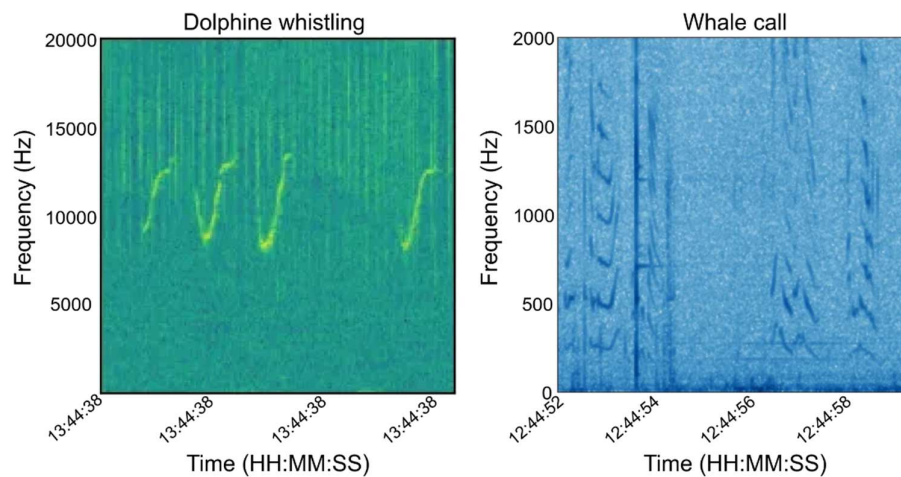 Dolphine whistling
Frequency (Hz)
20000
15000
10000
5000
13:44:38
13:44:38
13:44:38
13:44:38
Time (HH:MM:SS)
Whale call
Frequency (Hz)
2000
1500
1000
500
0
12:44:52
12:44:54
12:44:56
12:44:58
Time (HH:MM:SS)